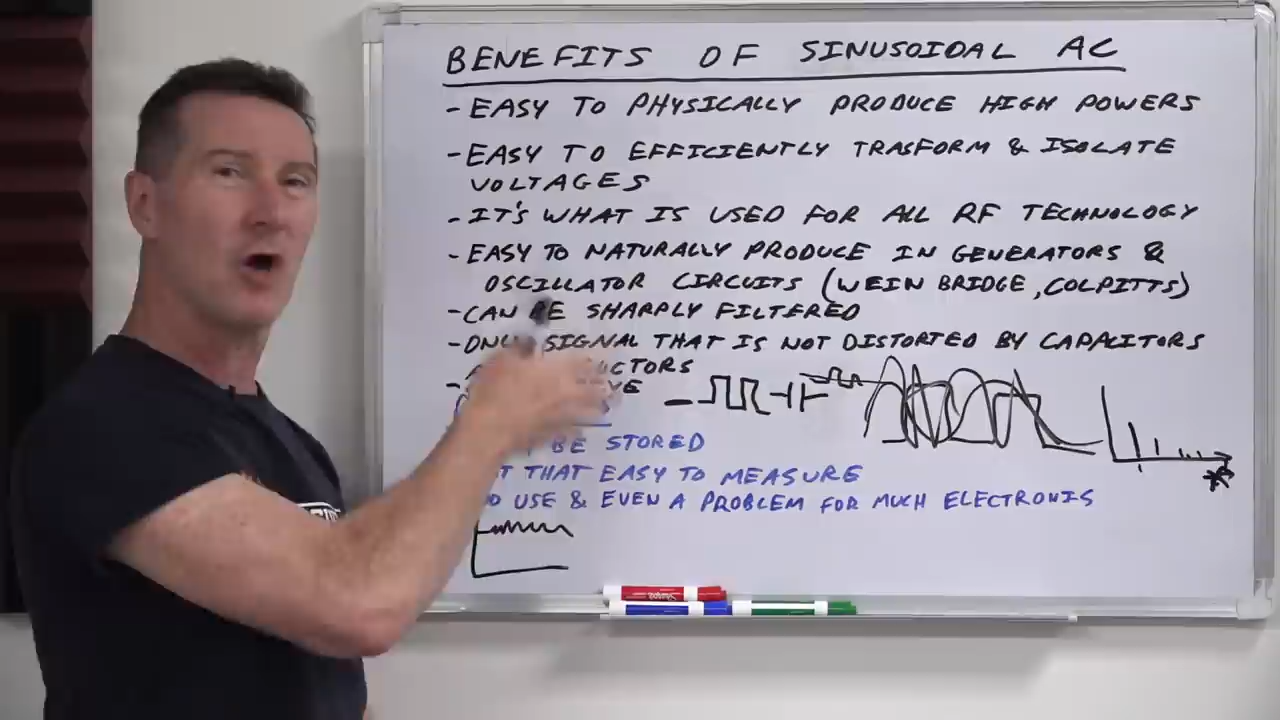 BENEFITS OF SINUSOIDAL AC
- EASY TO PHYSICALLY PRODUCE HIGH POWERS
- EASY TO EFFICIENTLY TRASFORM & ISOLATE
VOLTAGES
- IT'S WHAT IS USED FOR ALL RF TECHNOLOGY
- EASY TO NATURALLY PRODUCE IN GENERATORS &
OSCILLATOR CIRCUITS (WEIN BRIDGE, COLPITTS)
- CAN BE SHARPLY FILTERED
- ONLY SIGNAL THAT IS NOT DISTORTED BY CAPACITORS
BE STORED
THAT EASY TO MEASURE
USE & EVEN A PROBLEM FOR MUCH ELECTRONIS